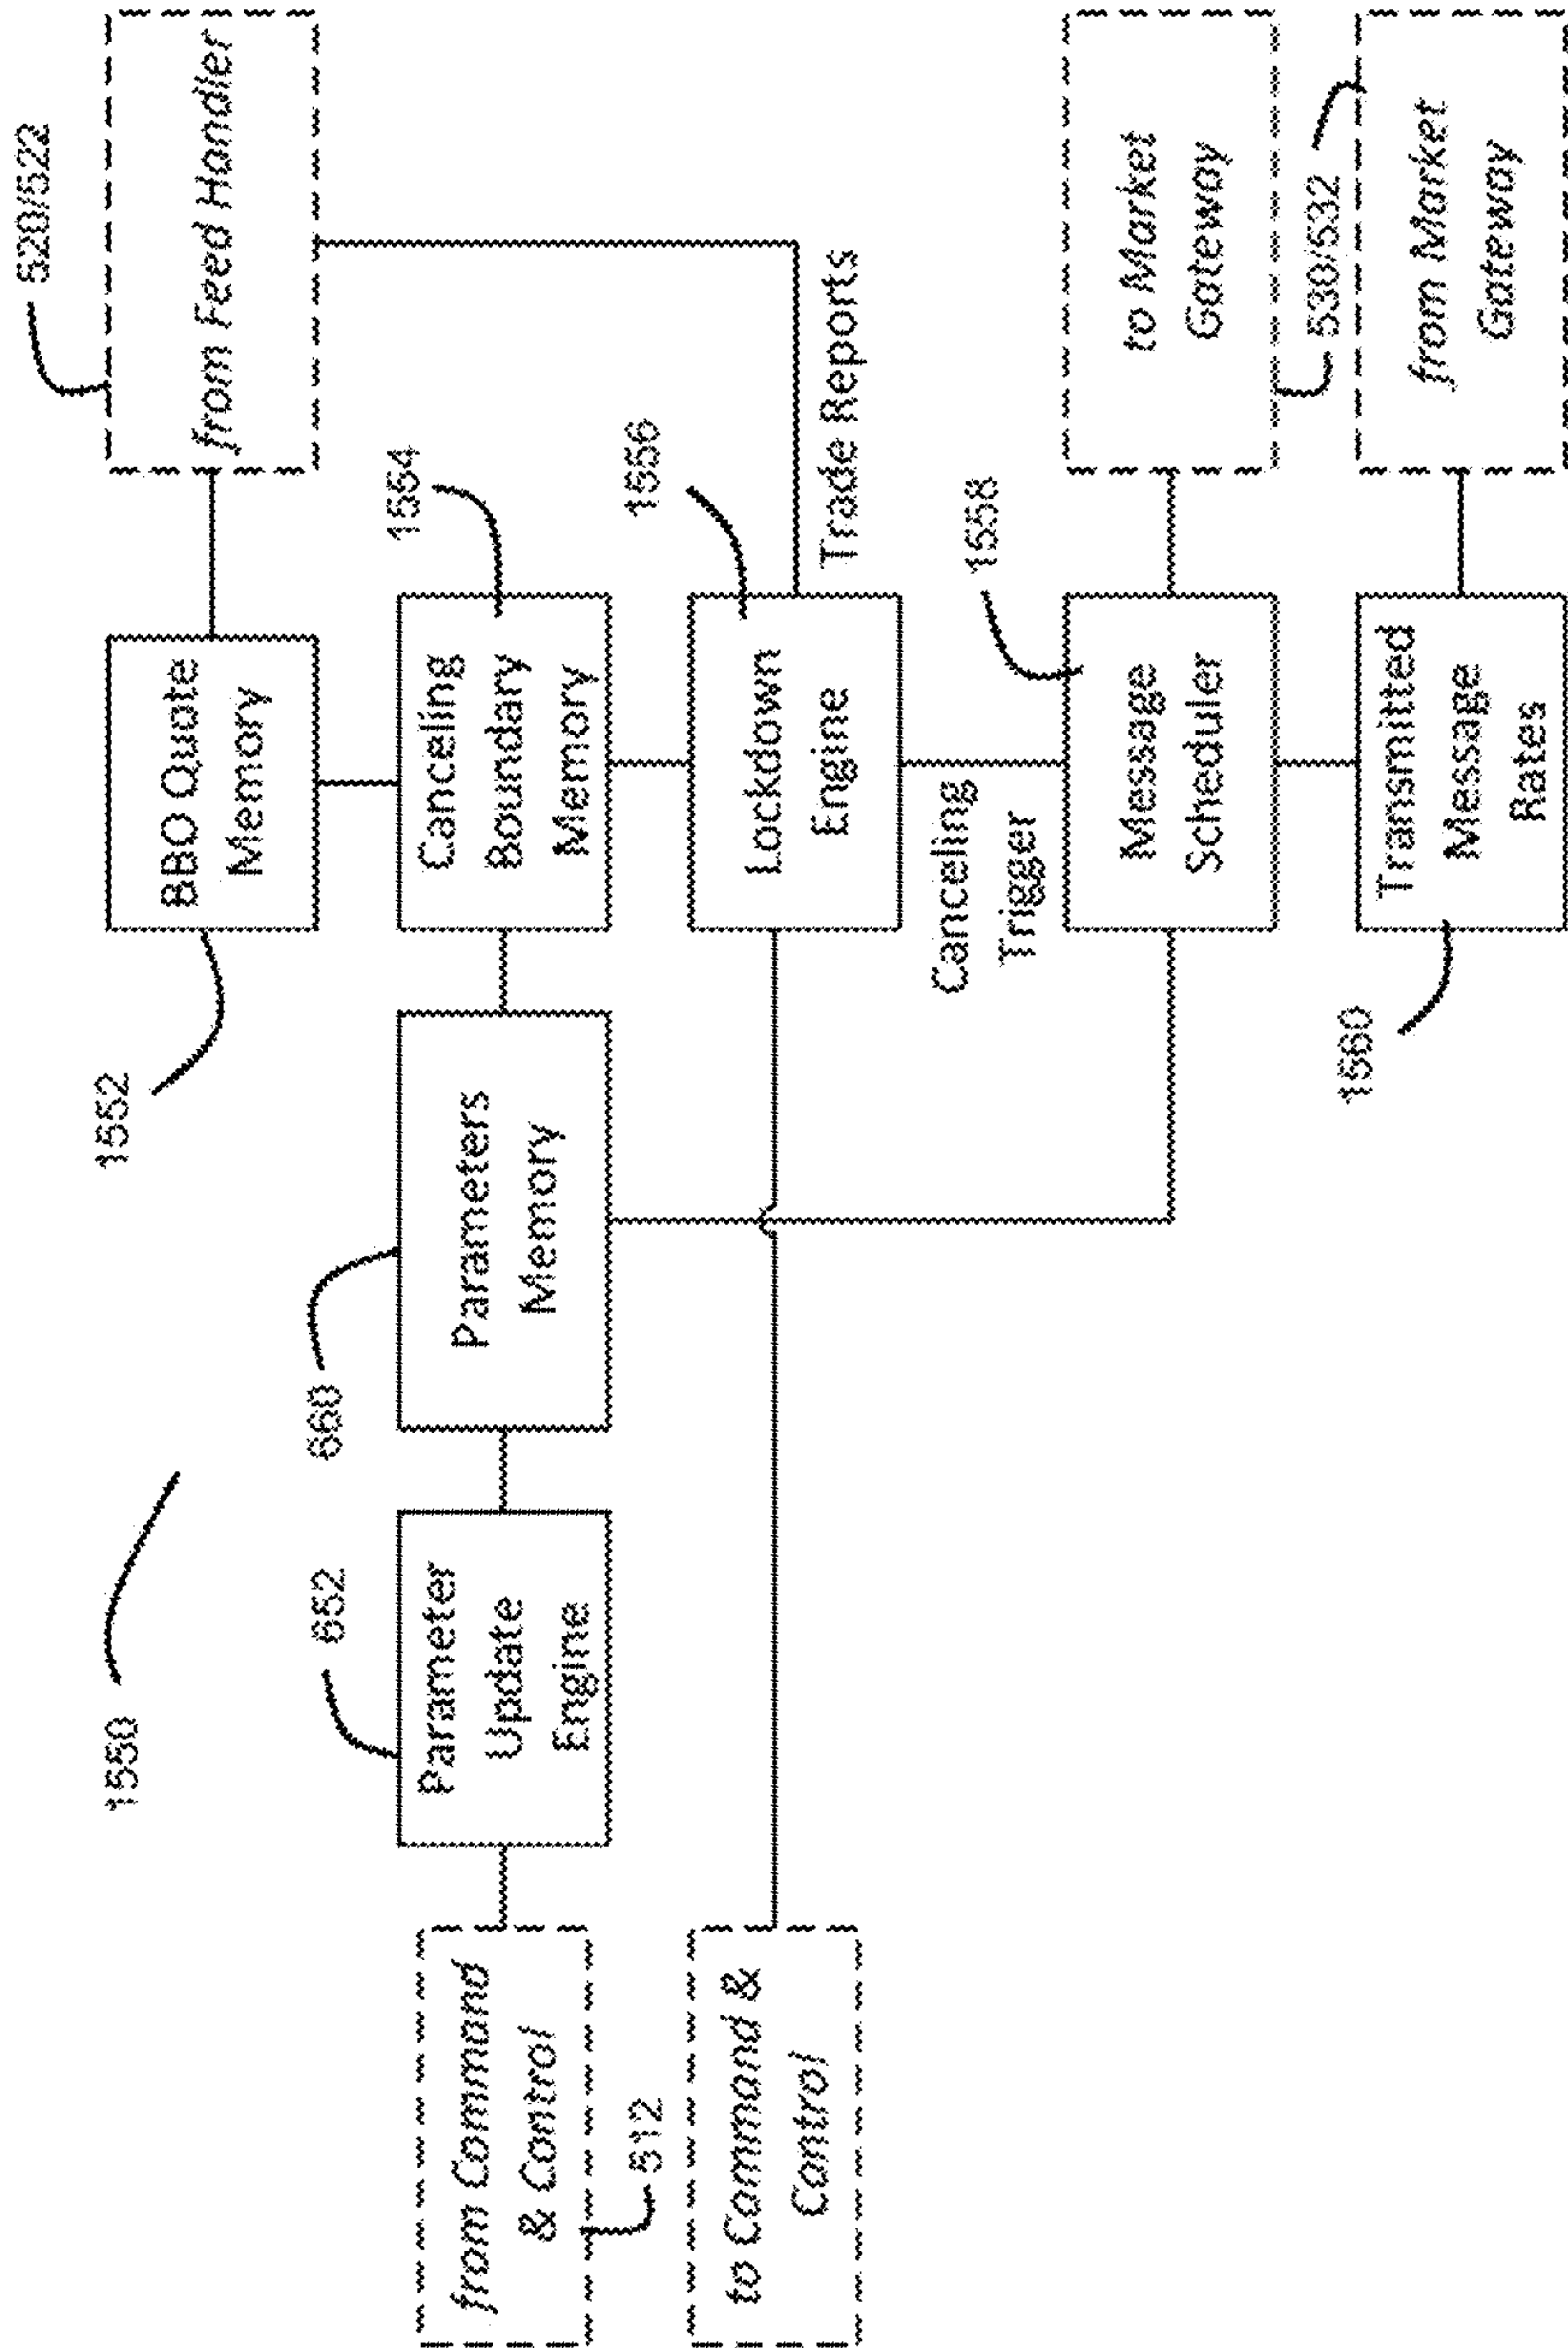 520/522
1550
1552
BBO Quote
Memory
from Feed Handler
652
660
1554
from Command
& Control
Parameter
Update
Engine
Parameters
Memory
Canceling
Boundary
Memory
512
1556
to Command &
Control
Lockdown
Engine
Trade Reports
Canceling
Trigger
1558
Message
Scheduler
to Market
Gateway
530/532
1560
Transmitted
Message
Rates
from Market
Gateway